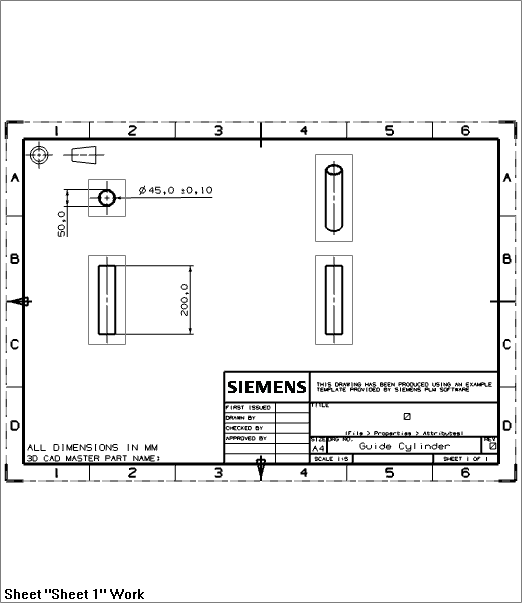 1 2 3 4 5 6
A A
Ø45,0 ±0,10
50,0
B B
200,0
C C
SIEMENS
THIS DRAWING HAS BEEN PRODUCED USING AN EXAMPLE
TEMPLATE PROVIDED BY SIEMENS PLM SOFTWARE
FIRST ISSUED
TITLE
DRAWN BY
Ø
CHECKED BY
(File > Properties > Attributes)
APPROVED BY
D D
SIZE DRG NO. REV
A4 Guide Cylinder Ø
ALL DIMENSIONS IN MM
3D CAD MASTER PART NAME:
SCALE 1:5 SHEET 1 OF 1
1 2 3 4 5 6
Sheet "Sheet 1" Work